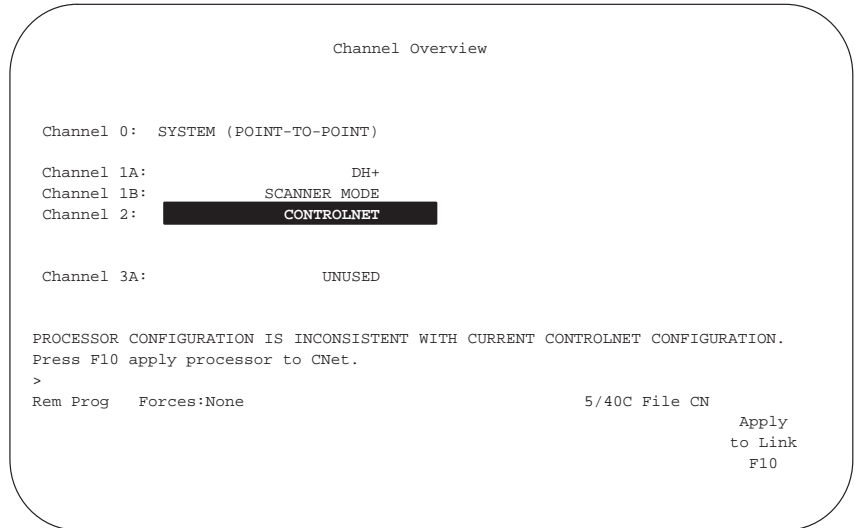 Channel Overview
Channel 0: SYSTEM (POINT-TO-POINT)
Channel 1A: DH+
Channel 1B: SCANNER MODE
Channel 2: CONTROLNET
Channel 3A: UNUSED
PROCESSOR CONFIGURATION IS INCONSISTENT WITH CURRENT CONTROLNET CONFIGURATION.
Press F10 apply processor to CNet.
>
Rem Prog Forces:None 5/40C File CN
Apply
to Link
F10